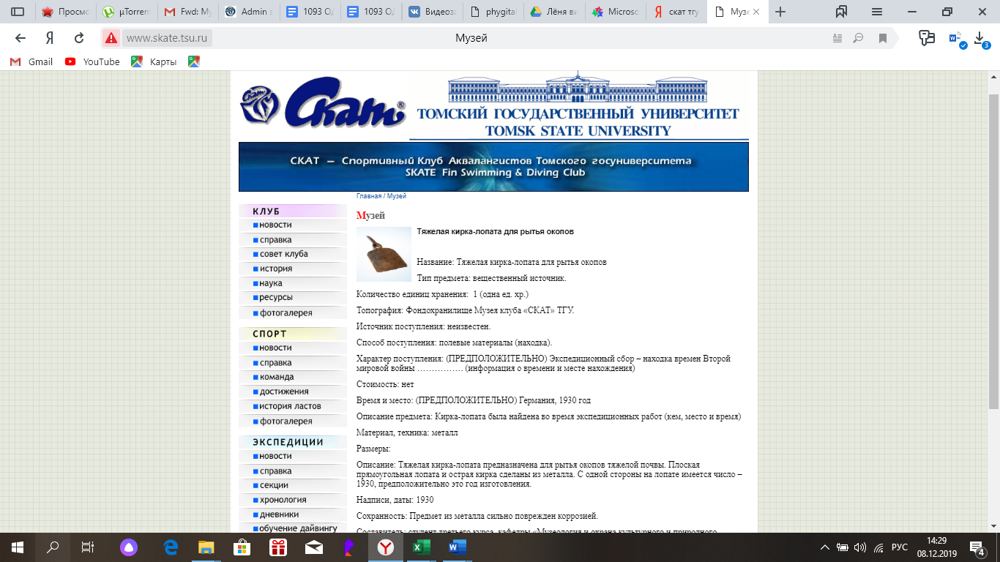 Просмо
µTorrent
Fwd: Му
Admin s
1093 ОД
1093 ОД
Видеоза
phygital
Лёня ви
Microso
скат тгу
Музе
www.skate.tsu.ru
Музей
Gmail
YouTube
Карты
Скат®
ТОМСКИЙ ГОСУДАРСТВЕННЫЙ УНИВЕРСИТЕТ
TOMSK STATE UNIVERSITY
СКАТ – Спортивный Клуб Аквалангистов Томского госуниверситета
SKATE Fin Swimming & Diving Club
Главная / Музей
КЛУБ
новости
справка
совет клуба
история
наука
ресурсы
фотогалерея
СПОРТ
новости
справка
команда
достижения
история ластов
фотогалерея
ЭКСПЕДИЦИИ
новости
справка
секции
хронология
дневники
обучение дайвингу
Музей
Тяжелая кирка-лопата для рытья окопов
Название: Тяжелая кирка-лопата для рытья окопов
Тип предмета: вещественный источник.
Количество единиц хранения: 1 (одна ед. хр.)
Топография: Фондохранилище Музея клуба «СКАТ» ТГУ.
Источник поступления: неизвестен.
Способ поступления: полевые материалы (находка).
Характер поступления: (ПРЕДПОЛОЖИТЕЛЬНО) Экспедиционный сбор – находка времен Второй
мировой войны ……………. (информация о времени и месте нахождения)
Стоимость: нет
Время и место: (ПРЕДПОЛОЖИТЕЛЬНО) Германия, 1930 год
Описание предмета: Кирка-лопата была найдена во время экспедиционных работ (кем, место и время)
Материал, техника: металл
Размеры:
Описание: Тяжелая кирка-лопата предназначена для рытья окопов тяжелой почвы. Плоская
прямоугольная лопата и острая кирка сделаны из металла. С одной стороны на лопате имеется число –
1930, предположительно это год изготовления.
Надписи, даты: 1930
Сохранность: Предмет из металла сильно поврежден коррозией.
Составитель: студент третьего курса, кафедры «Музеология и охрана культурного и природного
РУС
14:29
08.12.2019
3
4